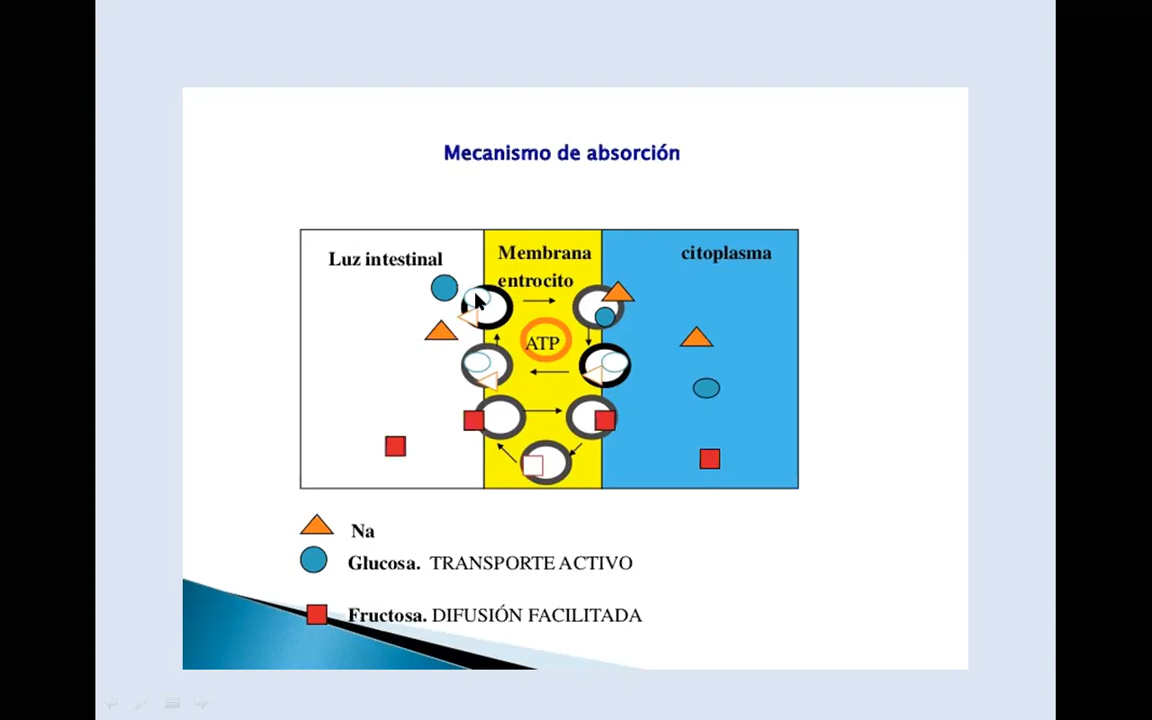 Mecanismo de absorción
Luz intestinal
Membrana
entrocito
citoplasma
ATP
Na
Glucosa. TRANSPORTE ACTIVO
Fructosa. DIFUSIÓN FACILITADA